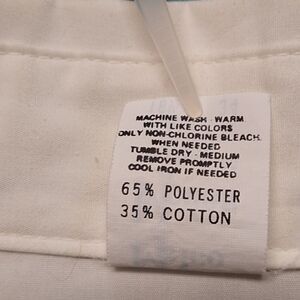 MACHINE WASH · WARM
WITH LIKE COLORS
ONLY NON-CHLORINE BLEACH
WHEN NEEDED
TUMBLE DRY · MEDIUM
REMOVE PROMPTLY
COOL IRON IF NEEDED
65% POLYESTER
35% COTTON